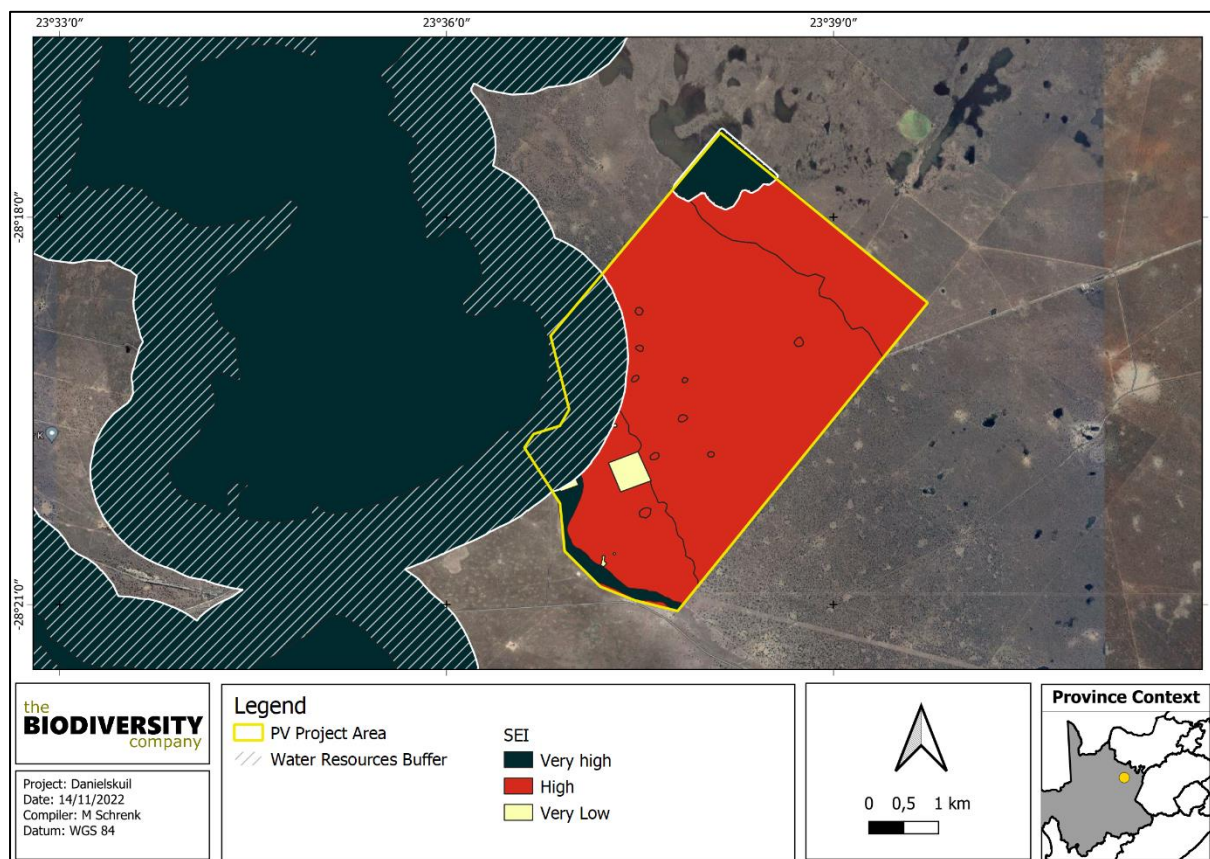 23°33'0" 23°36'0" 23°39'0"
-28°18'0"
-28°21'0"
K
the
BIODIVERSITY
company
Project: Danielskuil
Date: 14/11/2022
Compiler: M Schrenk
Datum: WGS 84
Legend
PV Project Area
Water Resources Buffer
SEI
Very high
High
Very Low
0 0,5 1 km
Province Context